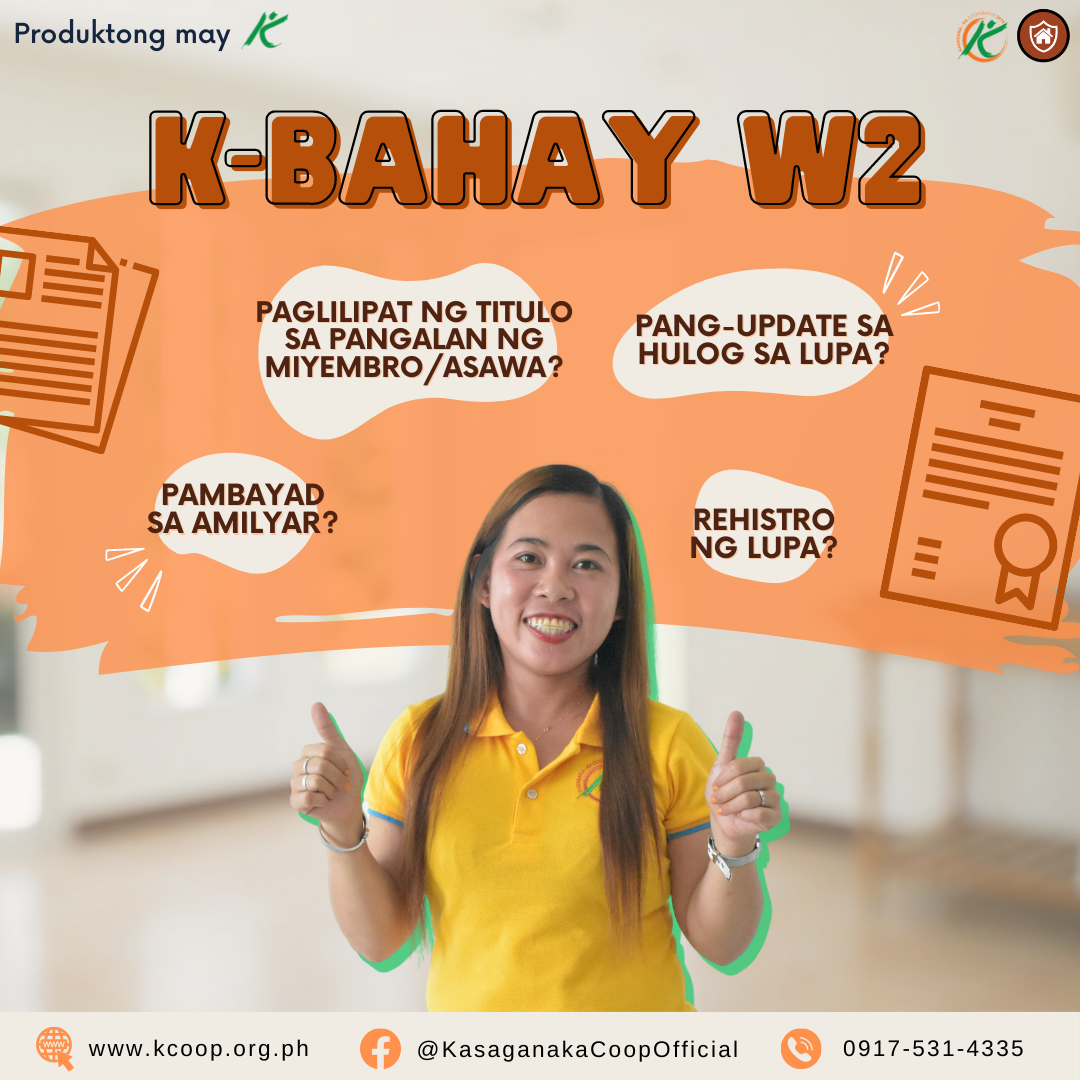 Produktong may K
K-BAHAY W2
PAGLILIPAT NG TITULO
SA PANGALAN NG
MIYEMBRO/ASAWA?
PANG-UPDATE SA
HULOG SA LUPA?
PAMBAYAD
SA AMILYAR?
REHISTRO
NG LUPA?
WWW
www.kcoop.org.ph
@KasaganakaCoopOfficial
0917-531-4335